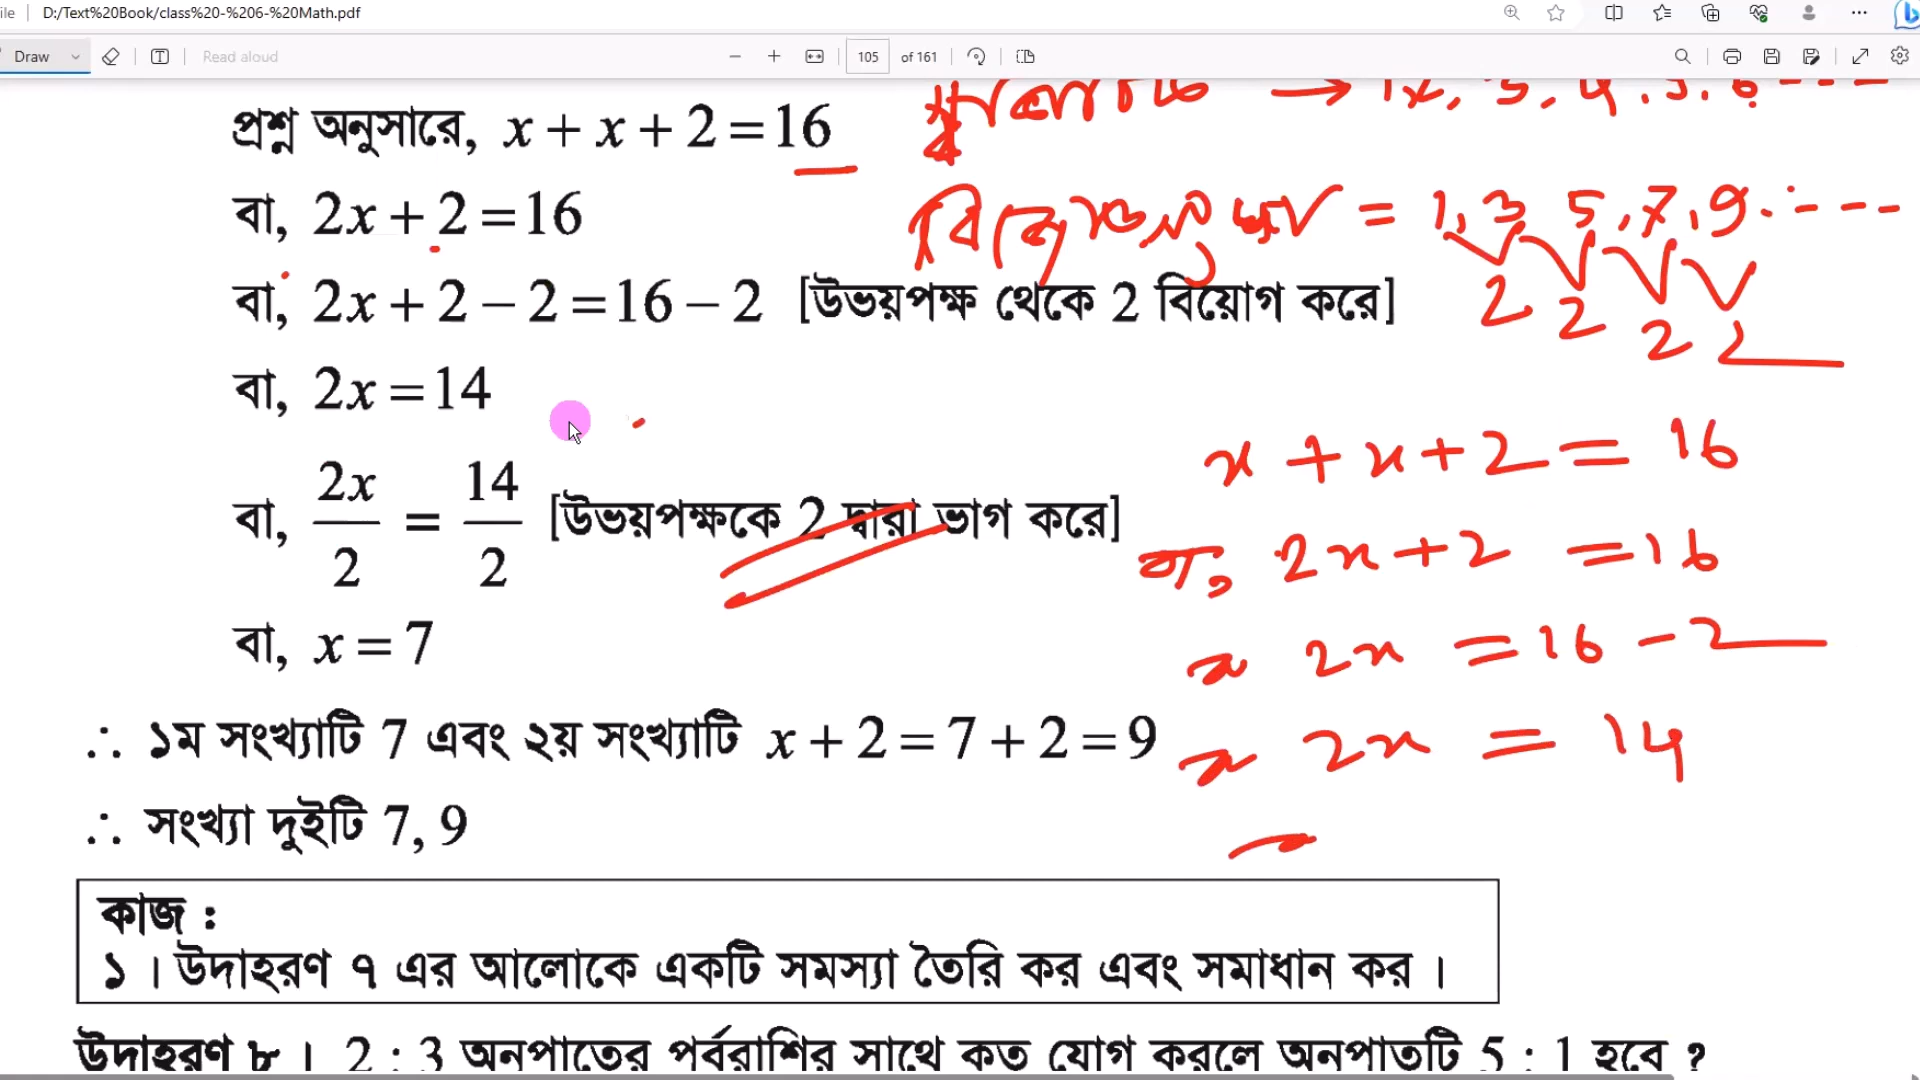 ile D:/Text%20Book/class%20-%206-%20Math.pdf
Draw Read aloud 105 of 161
প্রশ্ন অনুসারে, x + x + 2 = 16
বা, 2x + 2 = 16
বা, 2x + 2 − 2 = 16 − 2 [উভয়পক্ষ থেকে 2 বিয়োগ করে]
বা, 2x = 14
বা, 2x/2 = 14/2 [উভয়পক্ষকে 2 দ্বারা ভাগ করে]
বা, x = 7
∴ ১ম সংখ্যাটি 7 এবং ২য় সংখ্যাটি x + 2 = 7 + 2 = 9
∴ সংখ্যা দুইটি 7, 9
= 1, 3 5, 7, 9. - - - -
2 2 2 2
x + x + 2 = 16
বা, 2x + 2 = 16
2x = 16 − 2
2x = 14
কাজ :
১। উদাহরণ ৭ এর আলোকে একটি সমস্যা তৈরি কর এবং সমাধান কর।
উদাহরণ ৮। 2 : 3 অনুপাতের পূর্বরাশির সাথে কত যোগ করলে অনুপাতটি 5 : 1 হবে ?